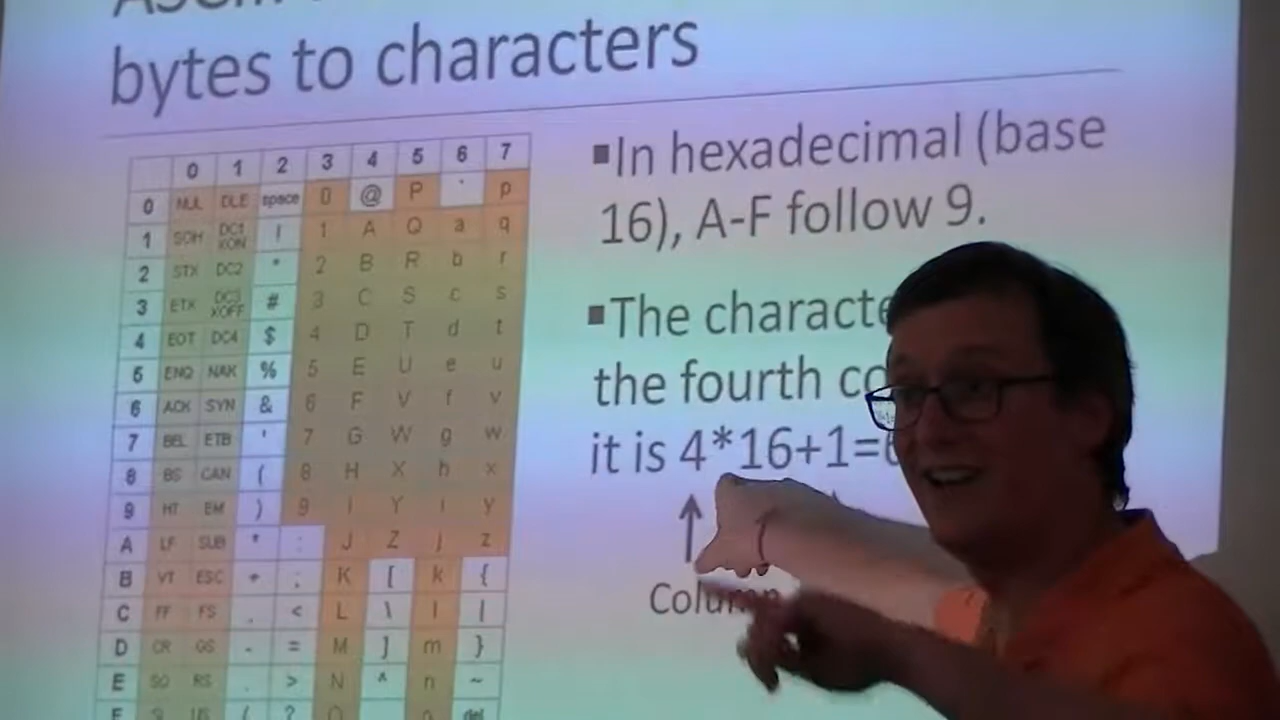 bytes to characters
0 1 2 3 4 5 6 7
0 NUL DLE space 0 @ P ` p
1 SOH DC1 XON ! 1 A Q a q
2 STX DC2 " 2 B R b r
3 ETX DC3 XOFF # 3 C S c s
4 EOT DC4 $ 4 D T d t
5 ENQ NAK % 5 E U e u
6 ACK SYN & 6 F V f v
7 BEL ETB ' 7 G W g w
8 BS CAN ( 8 H X h x
9 HT EM ) 9 I Y i y
A LF SUB * : J Z j z
B VT ESC + ; K [ k {
C FF FS , < L \ l |
D CR GS - = M ] m }
E SO RS . > N ^ n ~
F SI US / ? O o del
■In hexadecimal (base
16), A-F follow 9.
■The characte
the fourth co
it is 4*16+1=6
Column